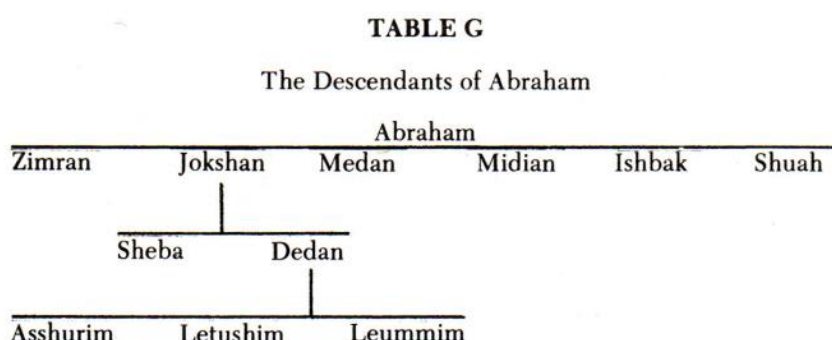 TABLE G
The Descendants of Abraham
Abraham
Zimran Jokshan Medan Midian Ishbak Shuah
Sheba Dedan
Asshurim Letushim Leummim